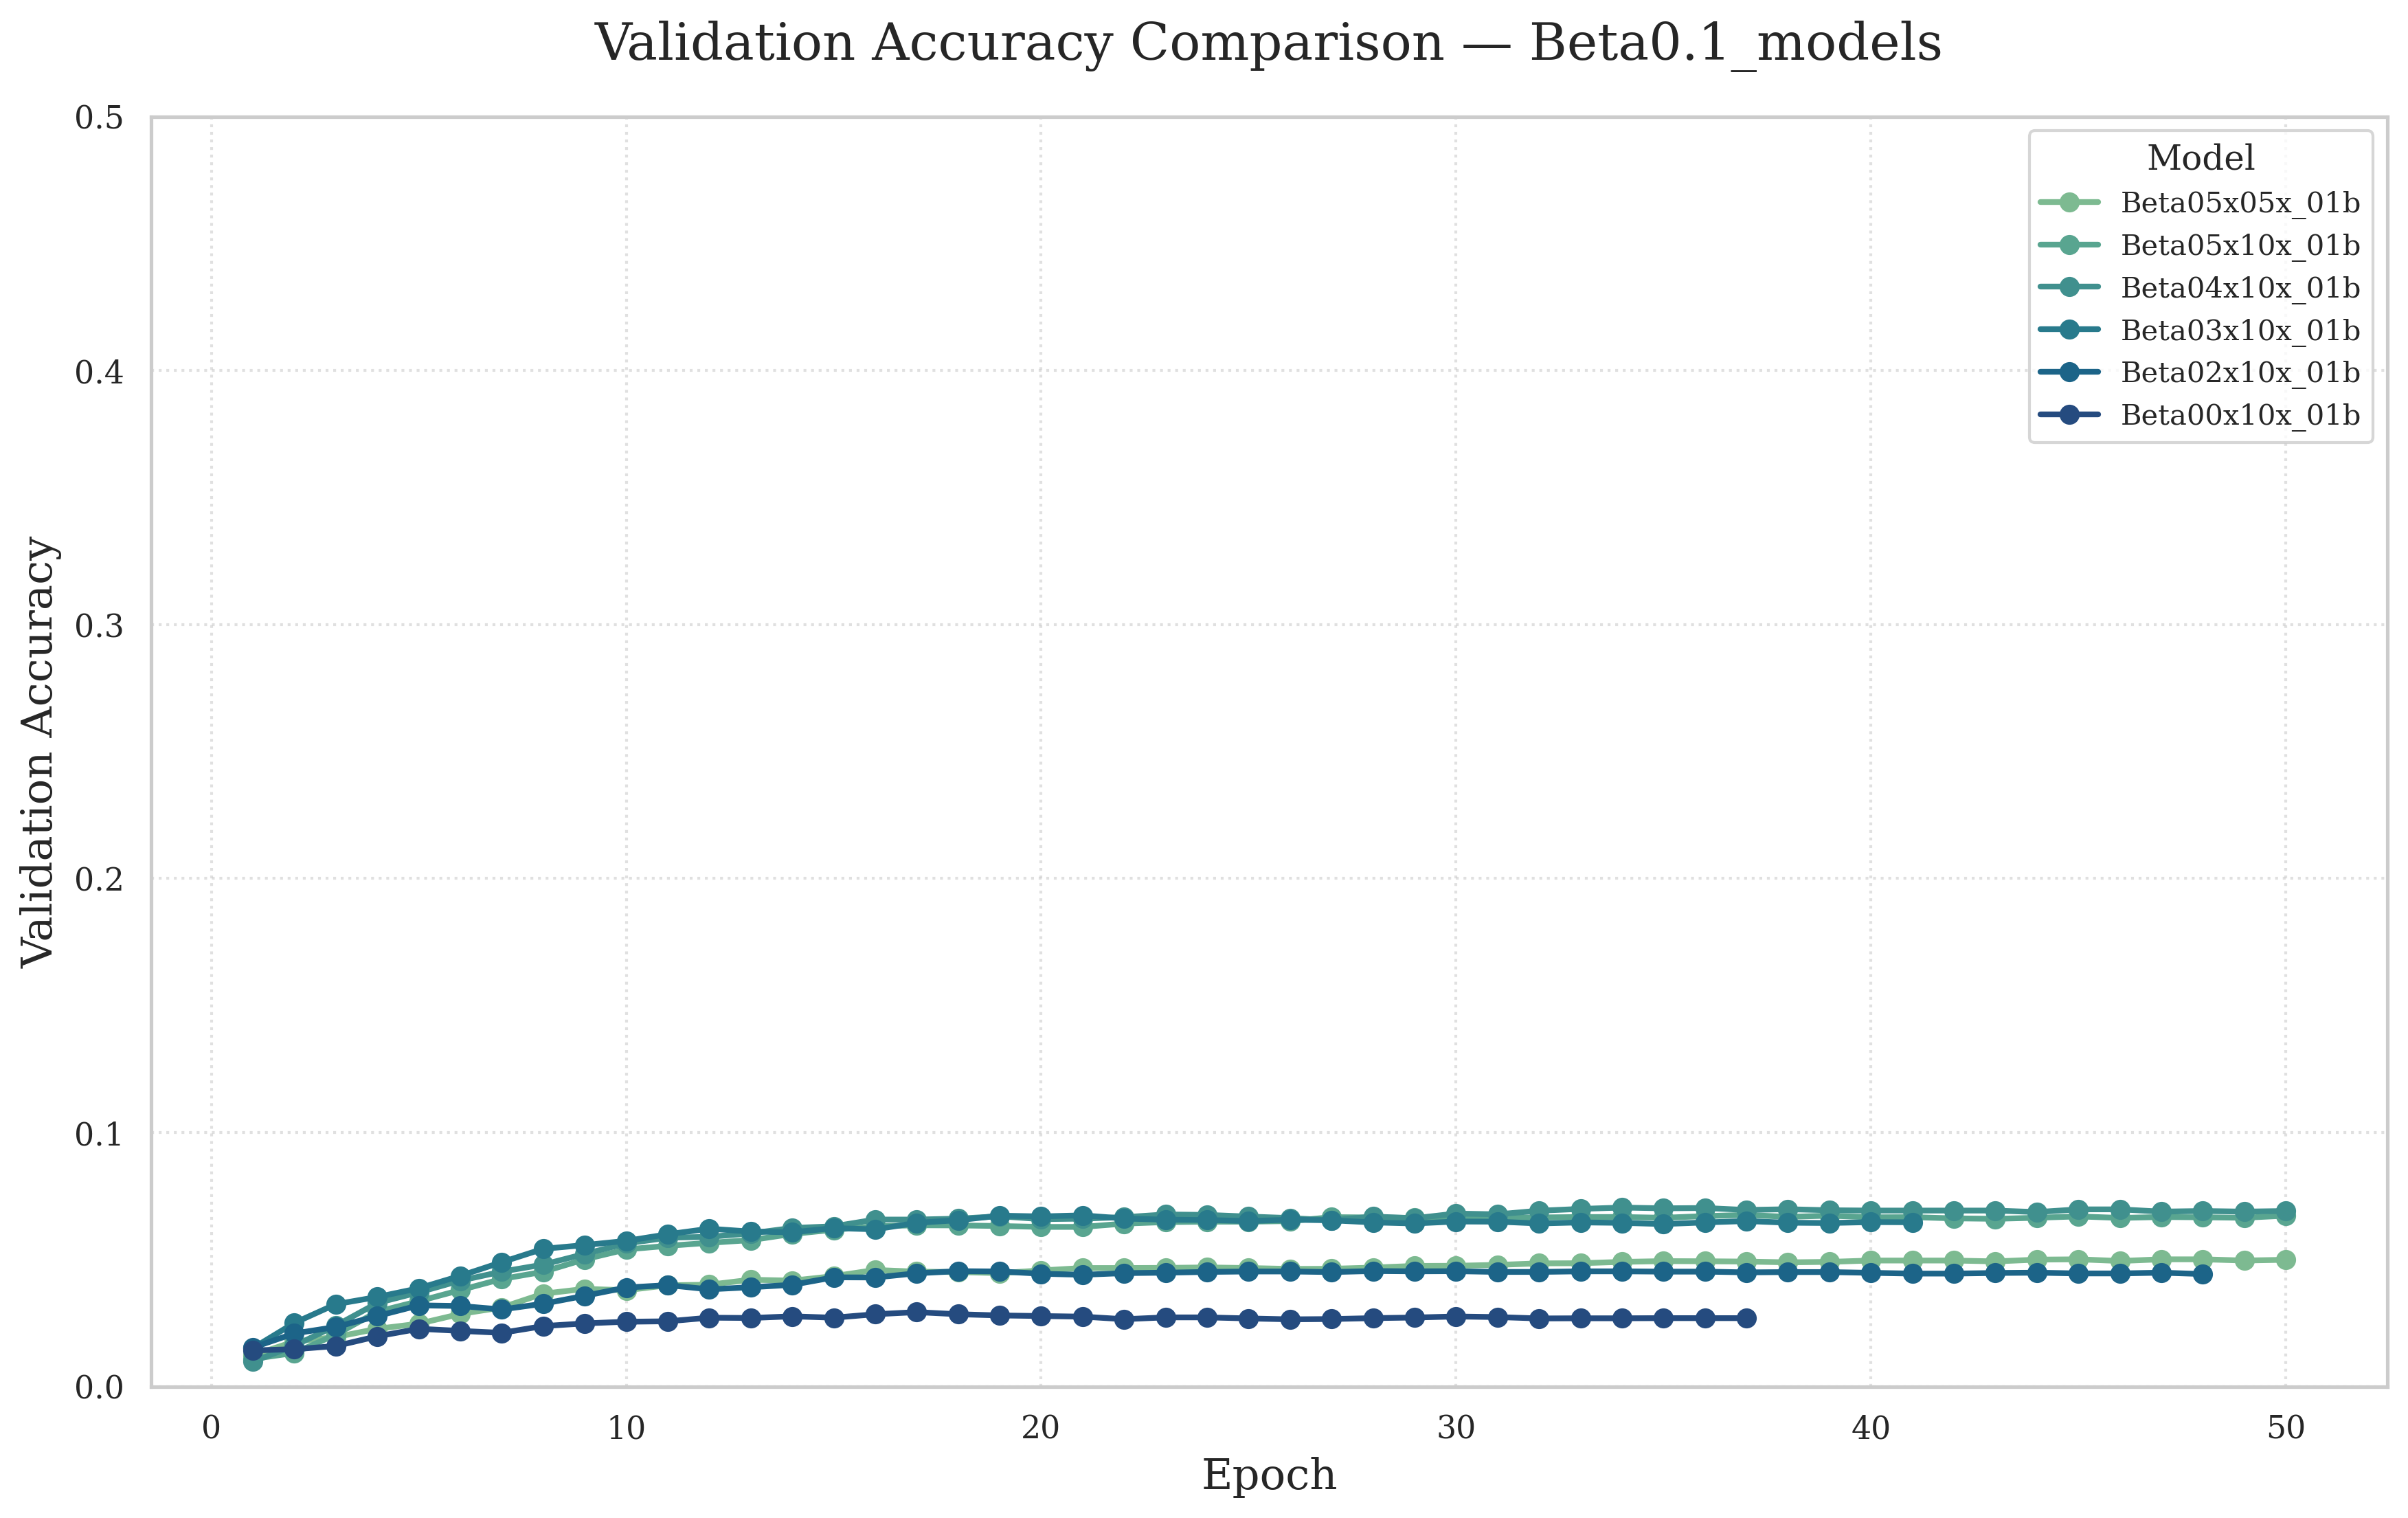 Validation Accuracy Comparison — Beta0.1_models
Validation Accuracy
0.5
0.4
0.3
0.2
0.1
0.0
Model
Beta05x05x_01b
Beta05x10x_01b
Beta04x10x_01b
Beta03x10x_01b
Beta02x10x_01b
Beta00x10x_01b
0 10 20 30 40 50
Epoch